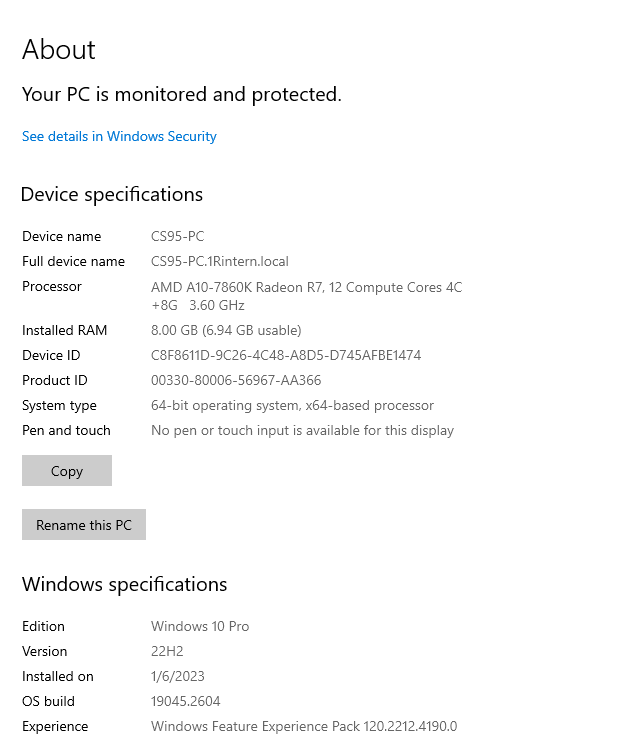 About
Your PC is monitored and protected.
See details in Windows Security
Device specifications
Device name CS95-PC
Full device name CS95-PC.1Rintern.local
Processor AMD A10-7860K Radeon R7, 12 Compute Cores 4C
+8G 3.60 GHz
Installed RAM 8.00 GB (6.94 GB usable)
Device ID C8F8611D-9C26-4C48-A8D5-D745AFBE1474
Product ID 00330-80006-56967-AA366
System type 64-bit operating system, x64-based processor
Pen and touch No pen or touch input is available for this display
Copy
Rename this PC
Windows specifications
Edition Windows 10 Pro
Version 22H2
Installed on 1/6/2023
OS build 19045.2604
Experience Windows Feature Experience Pack 120.2212.4190.0